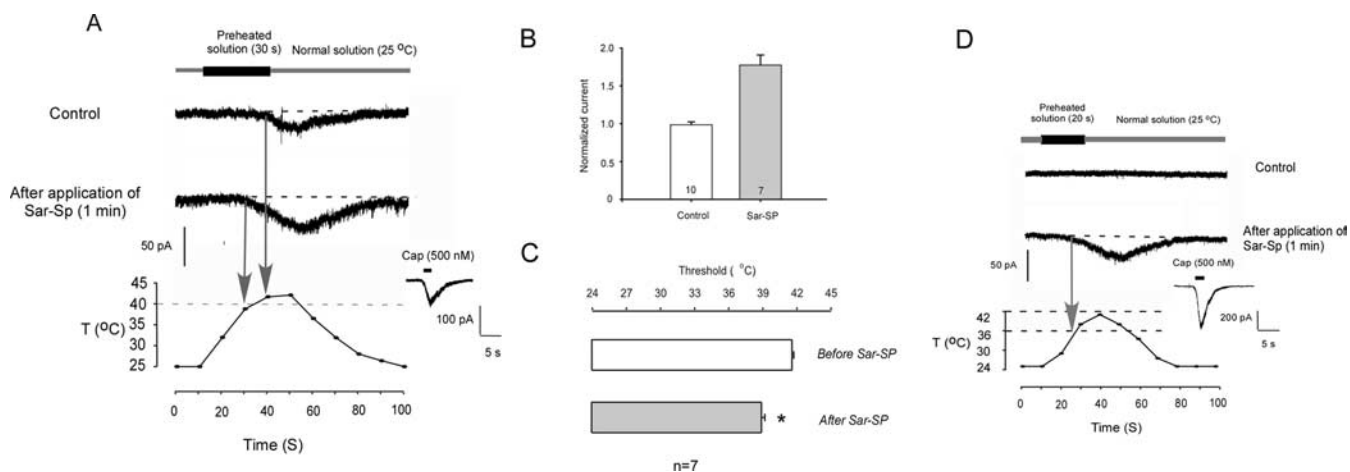 A
Preheated
solution (30 s)
Normal solution (25 °C)
Control
After application of
Sar-Sp (1 min)
50 pA
Cap (500 nM)
100 pA
5 s
45
40
35
30
25
T (°C)
0 20 40 60 80 100
Time (S)
B
Normalized current
2.0
1.5
1.0
0.5
0
10
7
Control
Sar-SP
C
Threshold ( °C)
24 27 30 33 36 39 42 45
Before Sar-SP
After Sar-SP
*
n=7
D
Preheated
solution (20 s)
Normal solution (25 °C)
Control
After application of
Sar-Sp (1 min)
50 pA
Cap (500 nM)
200 pA
5 s
42
36
30
24
T (°C)
0 20 40 60 80 100
Time (S)